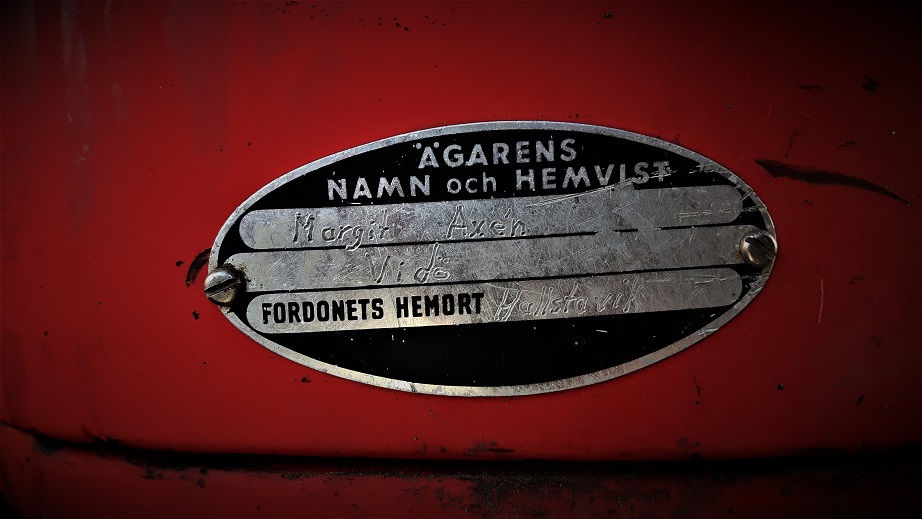 ÄGARENS
NAMN och HEMVIST
Margit Axén
Vidö
FORDONETS HEMORT Hallstavik